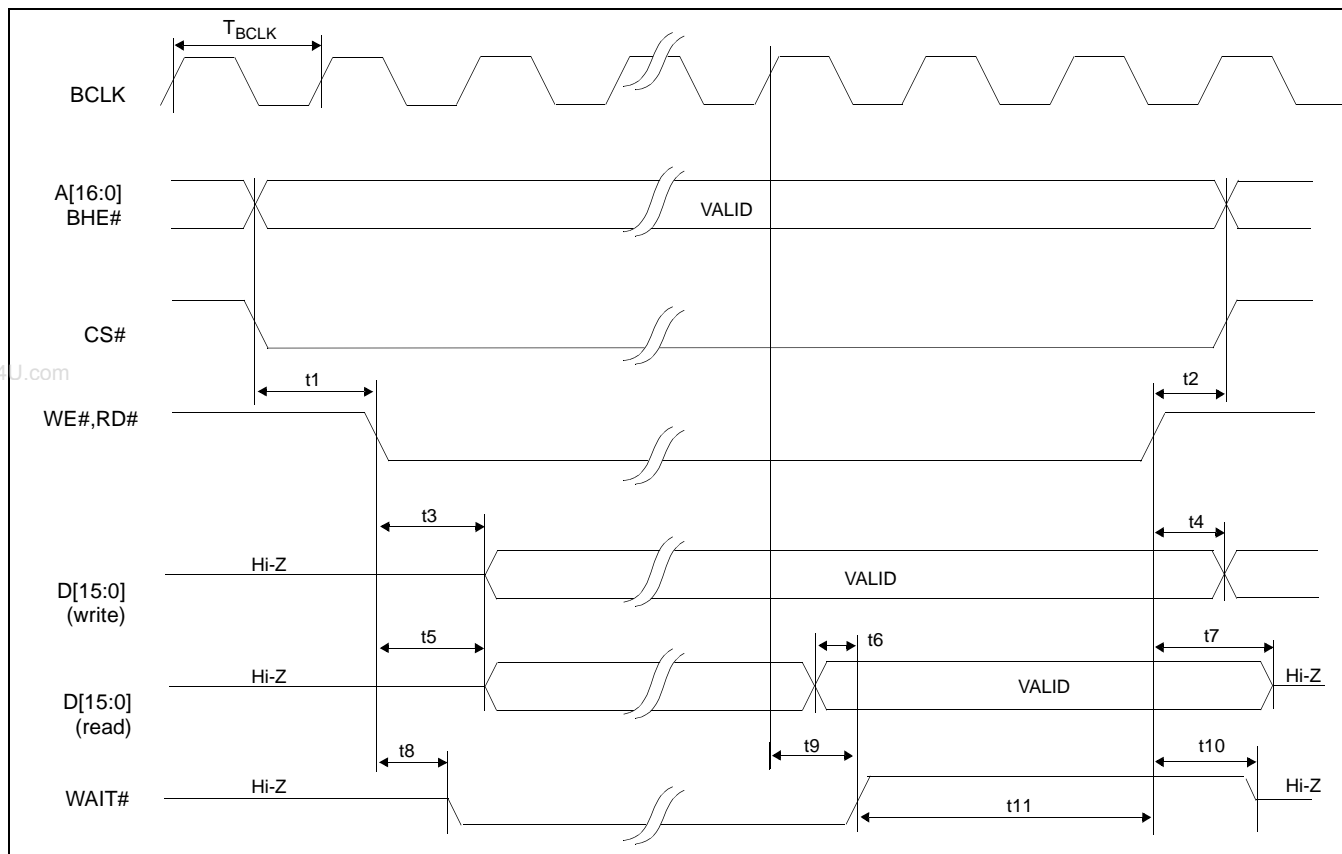 TBCLK
BCLK
A[16:0]
BHE#
VALID
CS#
4U.com
t1
t2
WE#,RD#
t3
t4
Hi-Z
VALID
D[15:0]
(write)
t5
t6
t7
Hi-Z
VALID
Hi-Z
D[15:0]
(read)
t8
t9
t10
Hi-Z
Hi-Z
WAIT#
t11